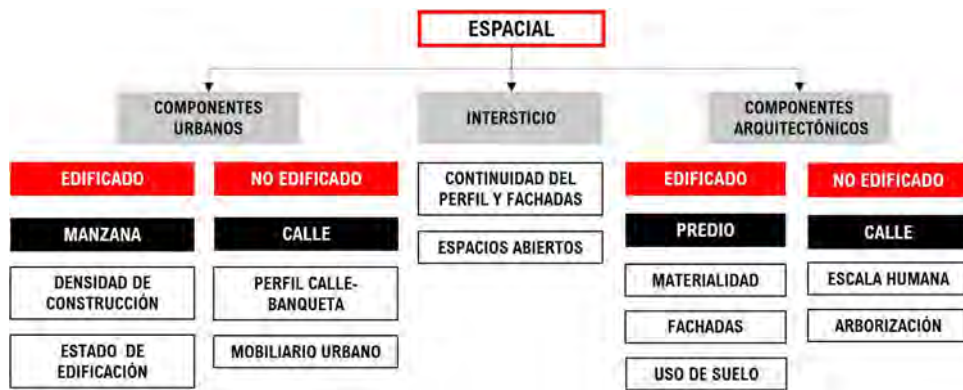 ESPACIAL
COMPONENTES
URBANOS
INTERSTICIO
COMPONENTES
ARQUITECTÓNICOS
EDIFICADO
NO EDIFICADO
CONTINUIDAD DEL
PERFIL Y FACHADAS
EDIFICADO
NO EDIFICADO
MANZANA
CALLE
ESPACIOS ABIERTOS
PREDIO
CALLE
DENSIDAD DE
CONSTRUCCIÓN
PERFIL CALLE-
BANQUETA
MATERIALIDAD
ESCALA HUMANA
ESTADO DE
EDIFICACIÓN
MOBILIARIO URBANO
FACHADAS
ARBORIZACIÓN
USO DE SUELO